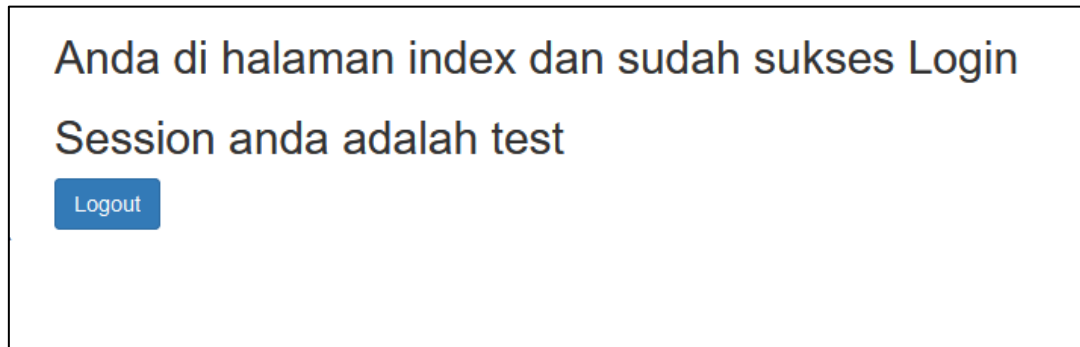 Anda di halaman index dan sudah sukses Login
Session anda adalah test
Logout